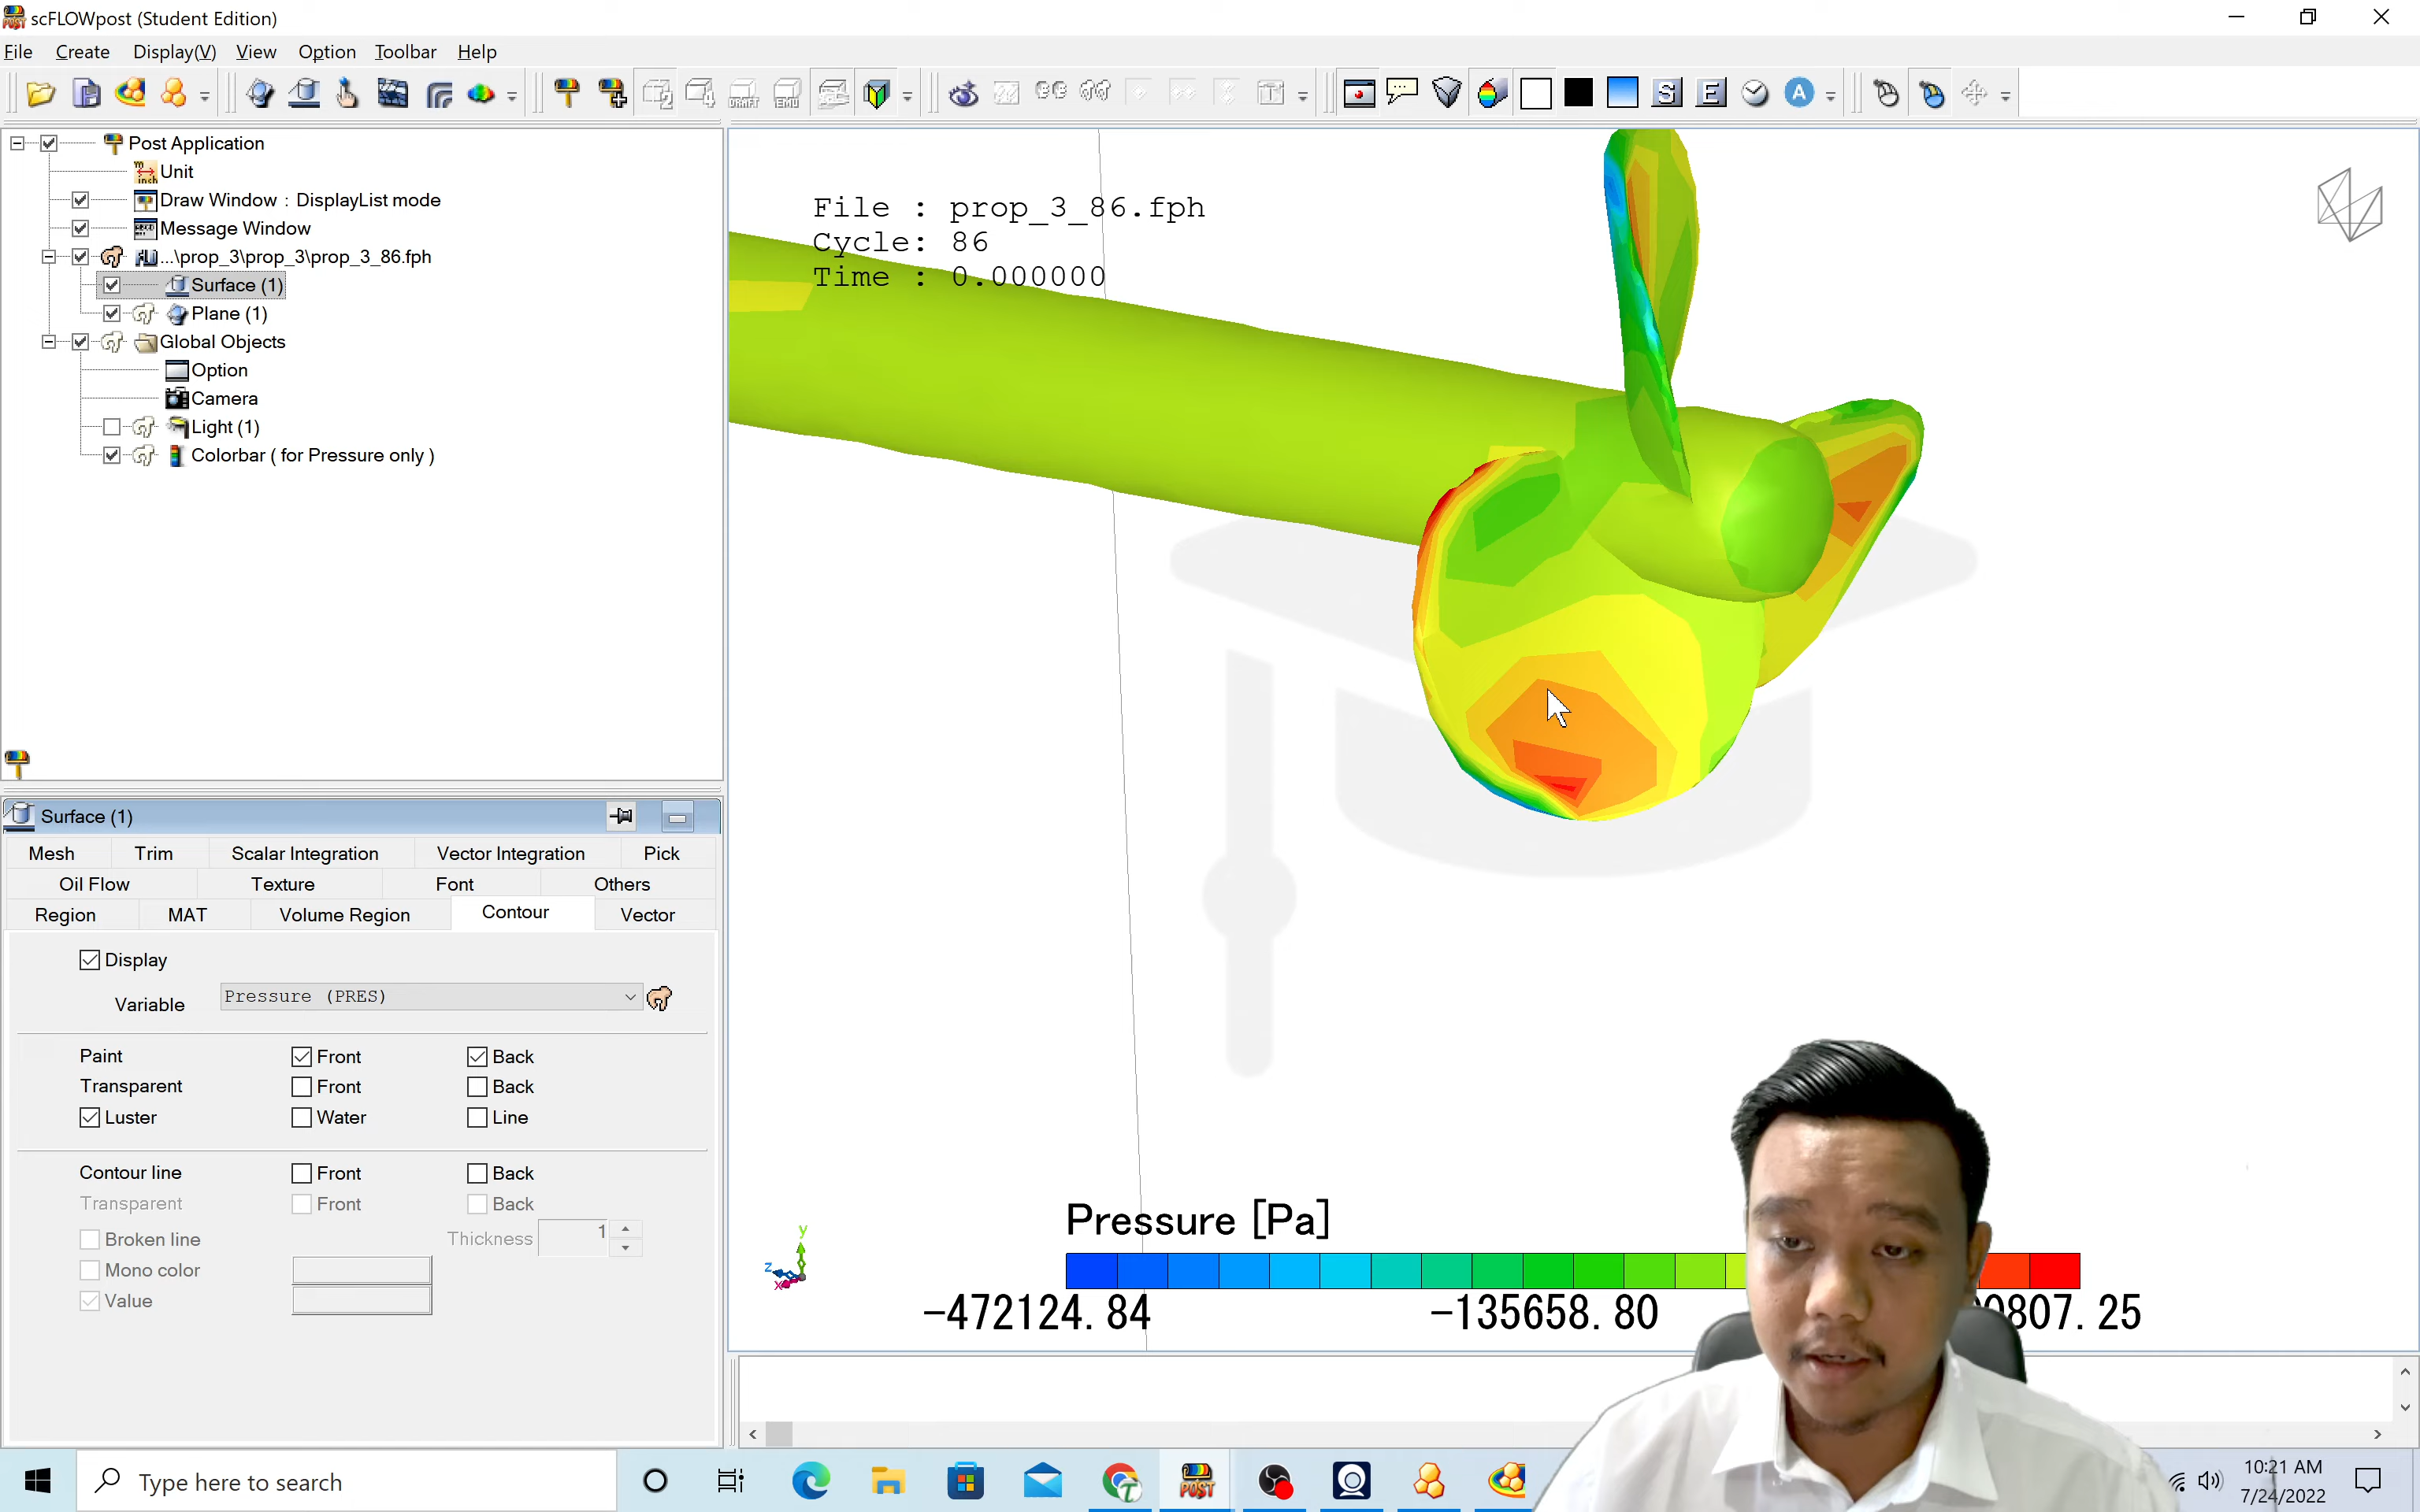 scFLOWpost (Student Edition)
File Create Display(V) View Option Toolbar Help
Post Application
Unit
Draw Window : DisplayList mode
Message Window
...\prop_3\prop_3\prop_3_86.fph
Surface (1)
Plane (1)
Global Objects
Option
Camera
Light (1)
Colorbar ( for Pressure only )
File : prop_3_86.fph
Cycle: 86
Time : 0.000000
Surface (1)
Mesh Trim Scalar Integration Vector Integration Pick
Oil Flow Texture Font Others
Region MAT Volume Region Contour Vector
Display
Variable Pressure (PRES)
Paint Front Back
Transparent Front Back
Luster Water Line
Contour line Front Back
Transparent Front Back
Broken line Thickness 1
Mono color
Value
y
z
x
Pressure [Pa]
-472124.84 -135658.80 807.25
Type here to search
POST
10:21 AM
7/24/2022